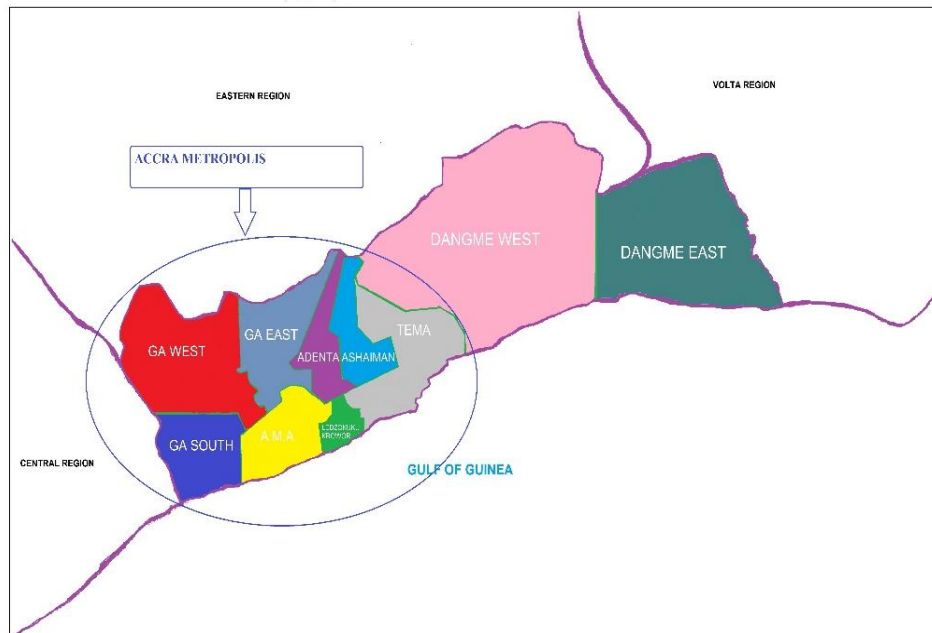 EASTERN REGION
VOLTA REGION
ACCRA METROPOLIS
DANGME WEST
DANGME EAST
GA WEST
GA EAST
TEMA
ADENTA
ASHAIMAN
GA SOUTH
A.M.A
KROWOR
CENTRAL REGION
GULF OF GUINEA